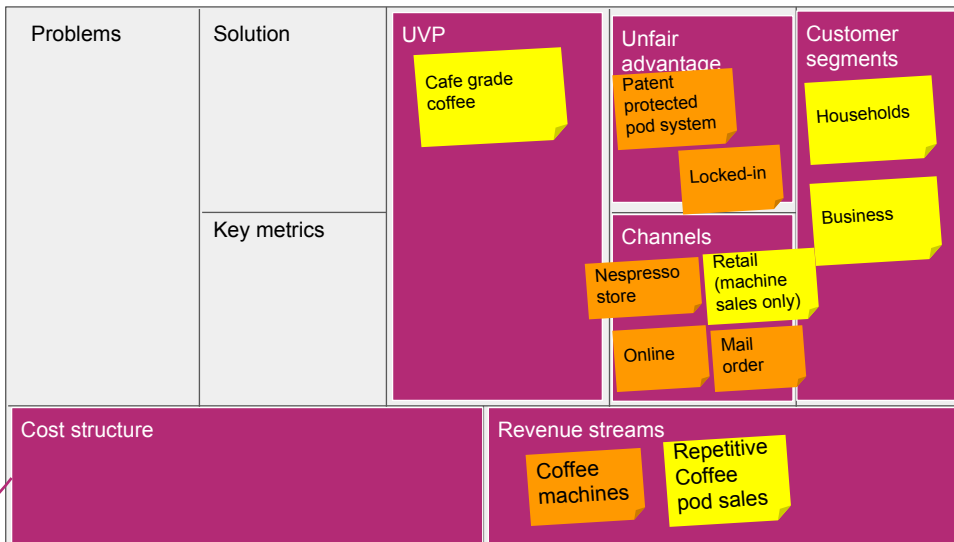 Problems
Solution
UVP
Cafe grade
coffee
Unfair
advantage
Patent
protected
pod system
Locked-in
Customer
segments
Households
Business
Key metrics
Channels
Nespresso
store
Retail
(machine
sales only)
Online
Mail
order
Cost structure
Revenue streams
Coffee
machines
Repetitive
Coffee
pod sales